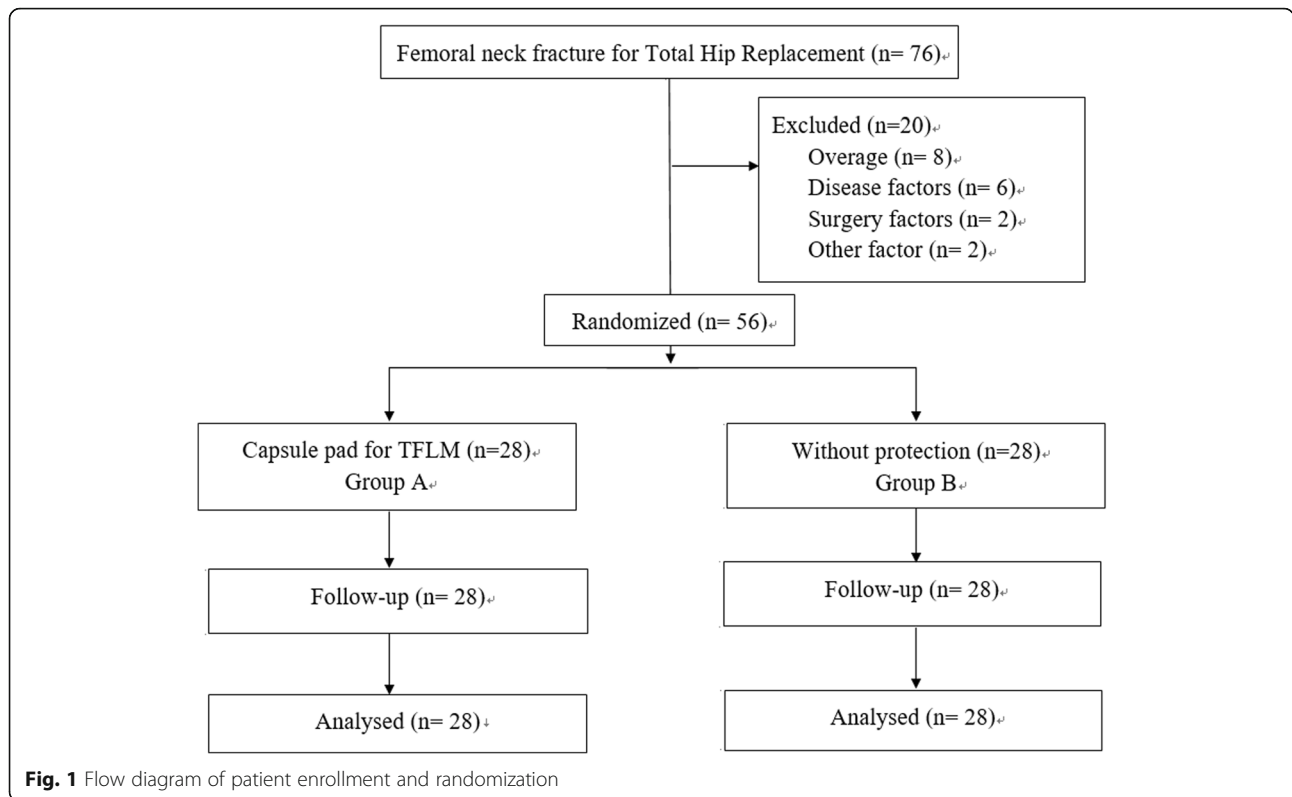 Femoral neck fracture for Total Hip Replacement (n= 76)↵
Excluded (n=20)↵
Overage (n= 8)↵
Disease factors (n= 6)↵
Surgery factors (n= 2)↵
Other factor (n= 2)↵
Randomized (n= 56)↵
Capsule pad for TFLM (n=28)↵
Group A↵
Without protection (n=28)↵
Group B↵
Follow-up (n= 28)↵
Follow-up (n= 28)↵
Analysed (n= 28)↓
Analysed (n= 28)↵
Fig. 1 Flow diagram of patient enrollment and randomization